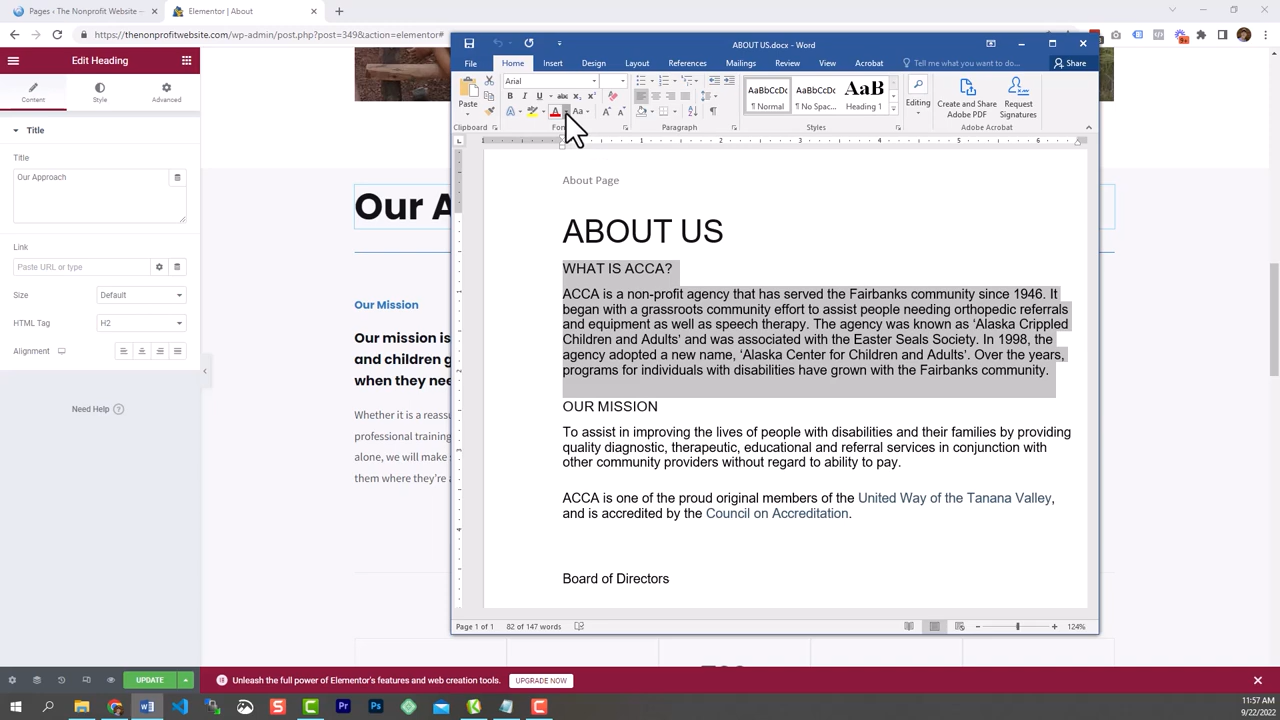 Pages ‹ The Nonprofit Website ‹
Elementor | About
https://thenonprofitwebsite.com/wp-admin/post.php?post=349&action=elementor#
Edit Heading
Content
Style
Advanced
Title
Title
Our Approach
Link
Paste URL or type
Size
Default
HTML Tag
H2
Alignment
Need Help
UPDATE
Our A
Our Mission
Our mission is
and children g
when they nee
Whether it is a reassu
professional training
alone, we will make
them where they're a
ABOUT US.docx - Word
File
Home
Insert
Design
Layout
References
Mailings
Review
View
Acrobat
Tell me what you want to do...
Share
Paste
Arial
Clipboard
Paragraph
AaBbCcDc
¶ Normal
AaBbCcDc
¶ No Spac...
AaB
Heading 1
Styles
Editing
Create and Share
Adobe PDF
Request
Signatures
Adobe Acrobat
About Page
ABOUT US
WHAT IS ACCA?
ACCA is a non-profit agency that has served the Fairbanks community since 1946. It
began with a grassroots community effort to assist people needing orthopedic referrals
and equipment as well as speech therapy. The agency was known as ‘Alaska Crippled
Children and Adults’ and was associated with the Easter Seals Society. In 1998, the
agency adopted a new name, ‘Alaska Center for Children and Adults’. Over the years,
programs for individuals with disabilities have grown with the Fairbanks community.
OUR MISSION
To assist in improving the lives of people with disabilities and their families by providing
quality diagnostic, therapeutic, educational and referral services in conjunction with
other community providers without regard to ability to pay.
ACCA is one of the proud original members of the United Way of the Tanana Valley,
and is accredited by the Council on Accreditation.
Board of Directors
Page 1 of 1
82 of 147 words
124%
Unleash the full power of Elementor's features and web creation tools.
UPGRADE NOW
11:57 AM
9/22/2022